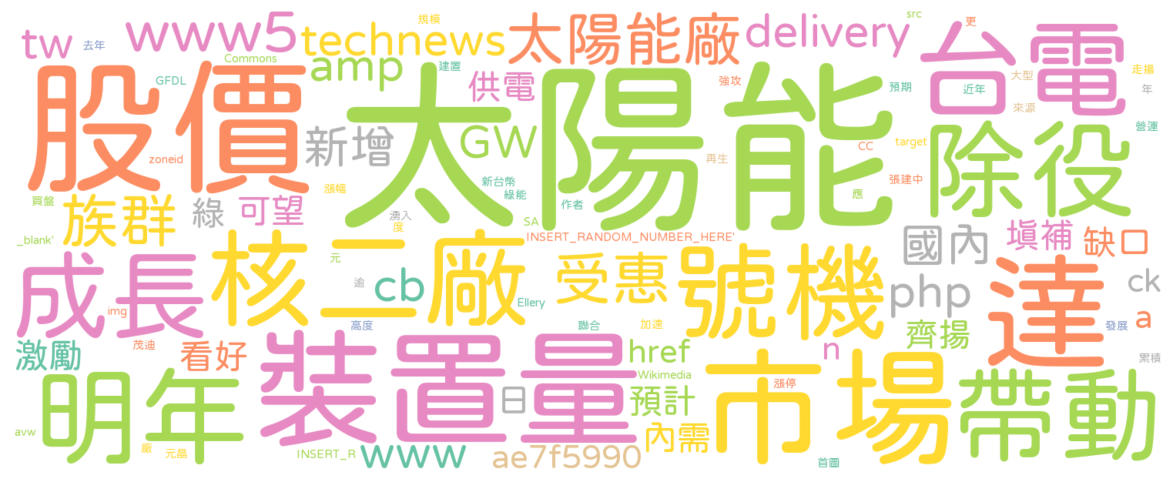 tw
去年
www5
規模
technews
Commons
amp
建置
太陽能廠
delivery
src
更
台電
走揚
大型
年
近年
來源
GFDL
股價
太陽能
供電
強攻
預期
營運
新增
GW
zoneid
再生
CC
target
除役
張建中
漲幅
新台幣
綠能
作者
應
買盤
族群
綠
可望
湧入
度
SA
_blank'
INSERT_RANDOM_NUMBER_HERE'
國內
填補
缺口
成長
核二廠
元
受惠
號機
逾
cb
php
達
ck
Ellery
img
高度
聯合
加速
齊揚
a
發展
激勵
茂迪
看好
裝置量
href
n
累積
Wikimedia
漲停
明年
日
預計
市場
帶動
內需
avw
廠
元晶
INSERT_R
www
ae7f5990
首圖